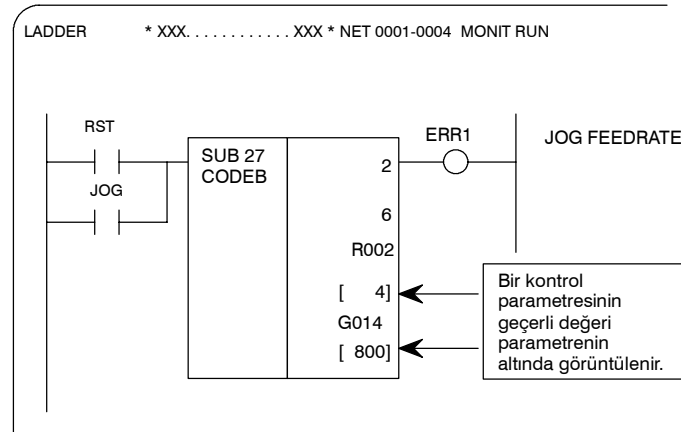 LADDER * XXX. . . . . . . . . . . . XXX * NET 0001-0004 MONIT RUN
RST
ERR1
JOG FEEDRATE
SUB 27
CODEB
2
JOG
6
R002
[ 4]
G014
[ 800]
Bir kontrol
parametresinin
geçerli değeri
parametrenin
altında görüntülenir.